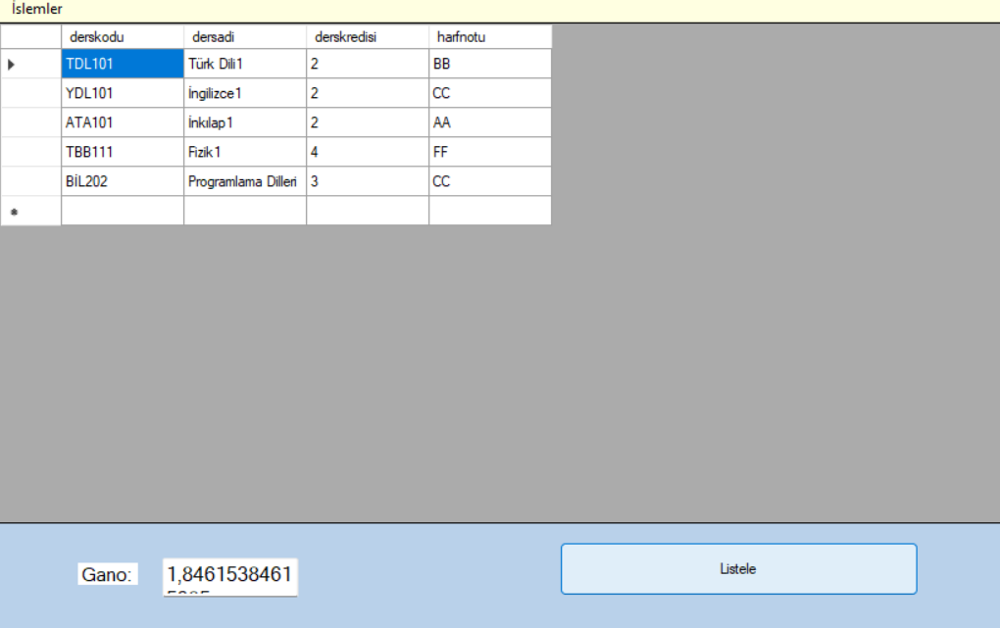 İslemler
derskodu dersadi derskredisi harfnotu
TDL101 Türk Dili1 2 BB
YDL101 İngilizce1 2 CC
ATA101 İnkılap1 2 AA
TBB111 Fizik1 4 FF
BİL202 Programlama Dilleri 3 CC
Gano: 1,8461538461
Listele